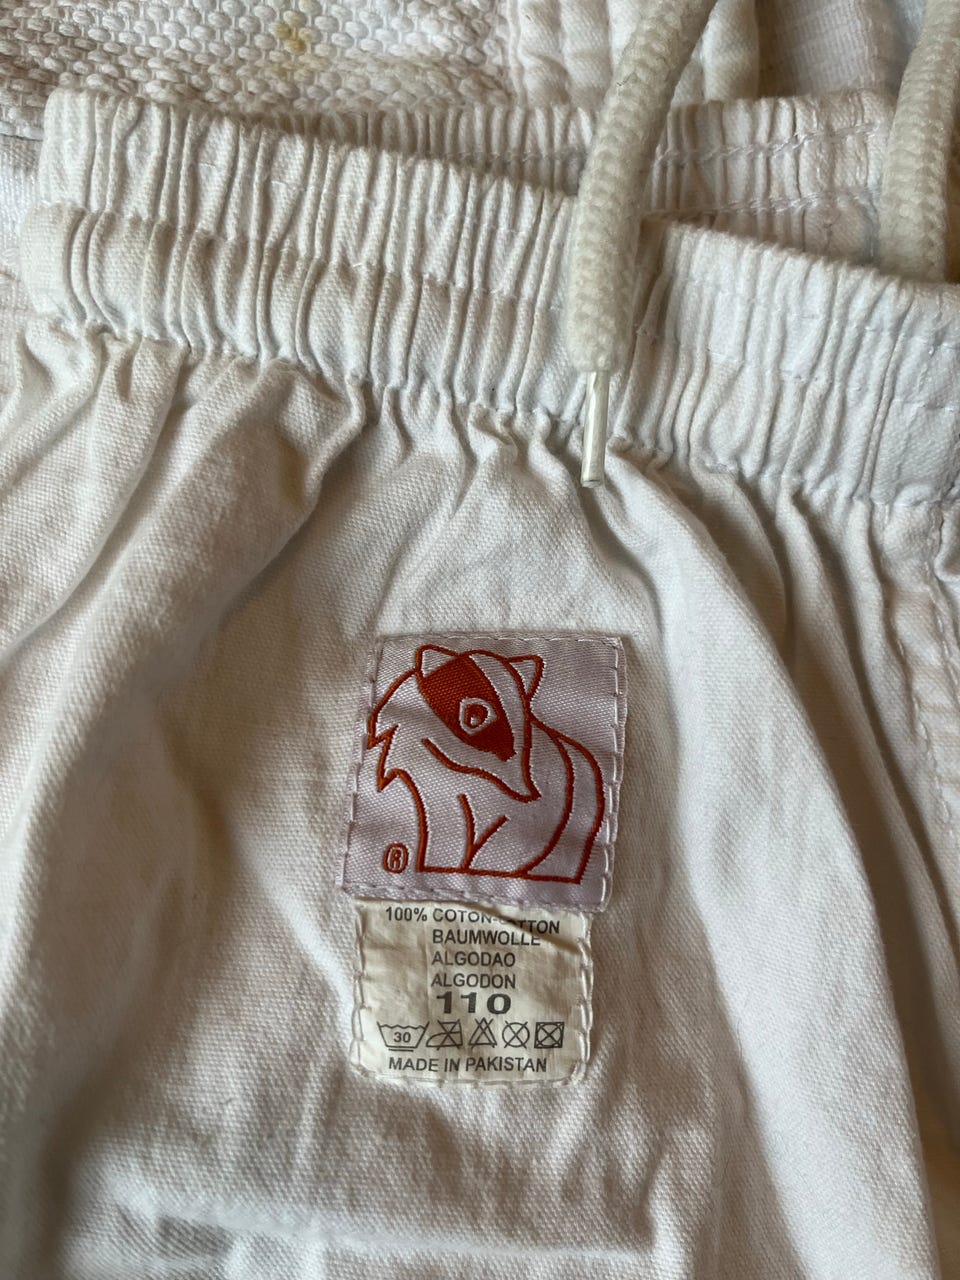 ®
100% COTON-COTTON
BAUMWOLLE
ALGODAO
ALGODON
110
30
MADE IN PAKISTAN